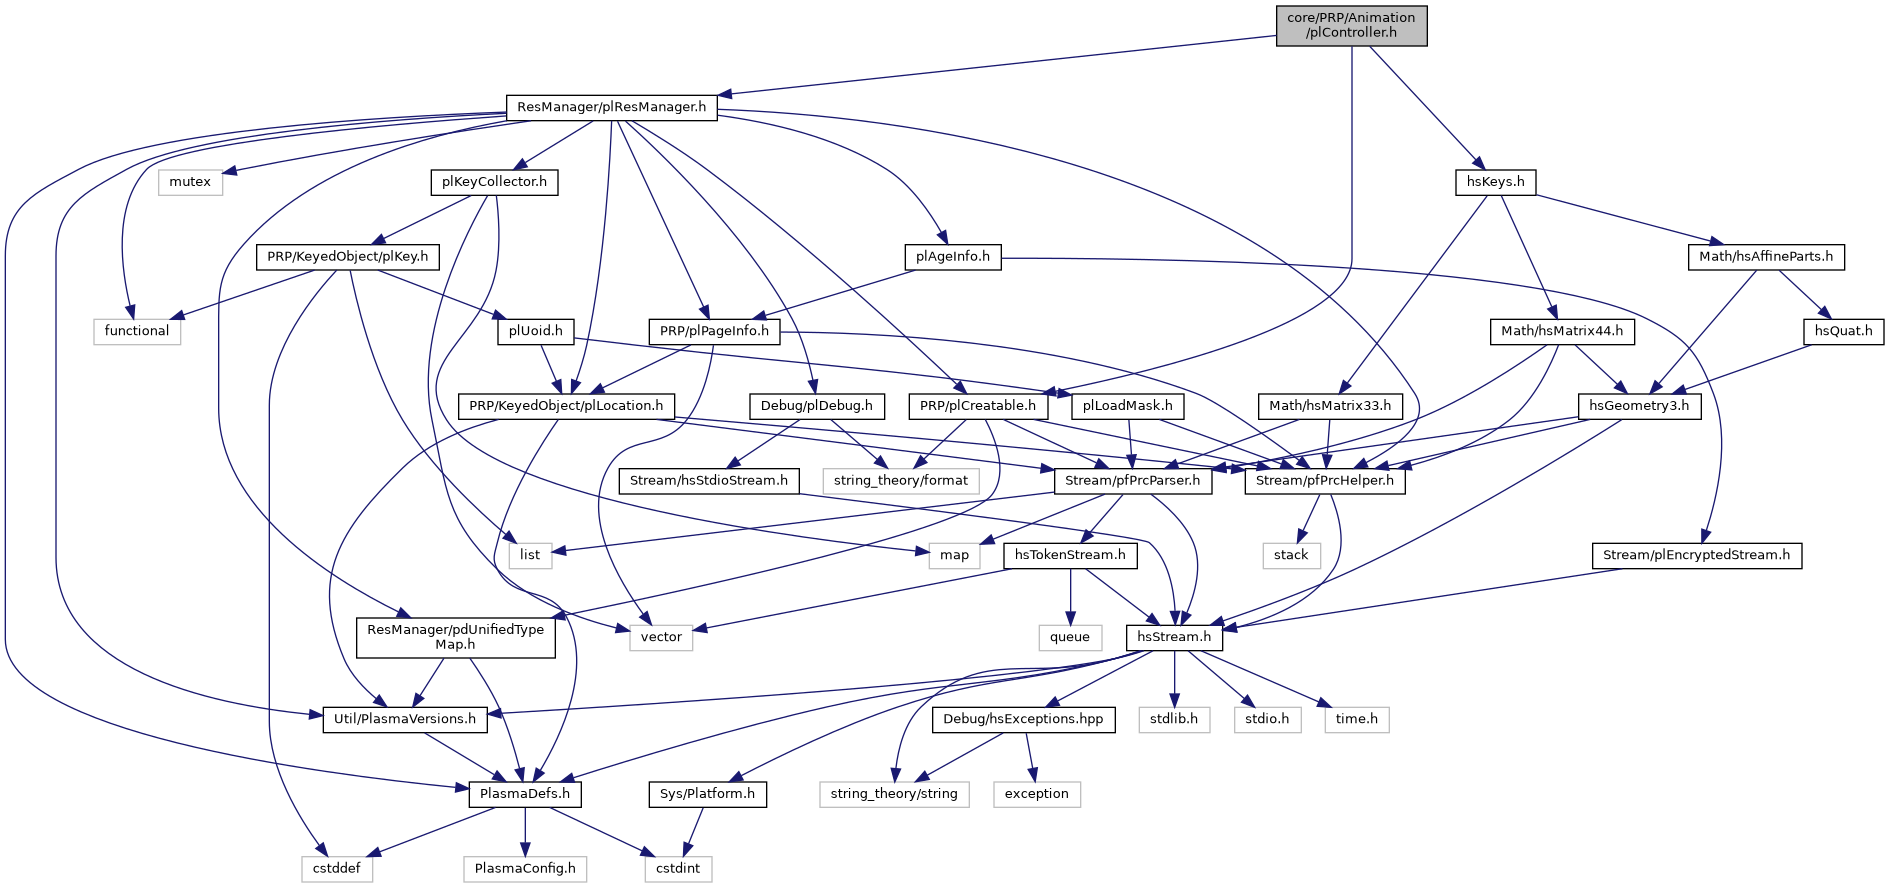 core/PRP/Animation
/plController.h
ResManager/plResManager.h
mutex
plKeyCollector.h
hsKeys.h
PRP/KeyedObject/plKey.h
plAgeInfo.h
Math/hsAffineParts.h
functional
plUoid.h
PRP/plPageInfo.h
Math/hsMatrix44.h
hsQuat.h
PRP/KeyedObject/plLocation.h
Debug/plDebug.h
PRP/plCreatable.h
plLoadMask.h
Math/hsMatrix33.h
hsGeometry3.h
Stream/hsStdioStream.h
string_theory/format
Stream/pfPrcParser.h
Stream/pfPrcHelper.h
list
map
hsTokenStream.h
stack
Stream/plEncryptedStream.h
ResManager/pdUnifiedType
Map.h
vector
queue
hsStream.h
Util/PlasmaVersions.h
Debug/hsExceptions.hpp
stdlib.h
stdio.h
time.h
PlasmaDefs.h
Sys/Platform.h
string_theory/string
exception
cstddef
PlasmaConfig.h
cstdint